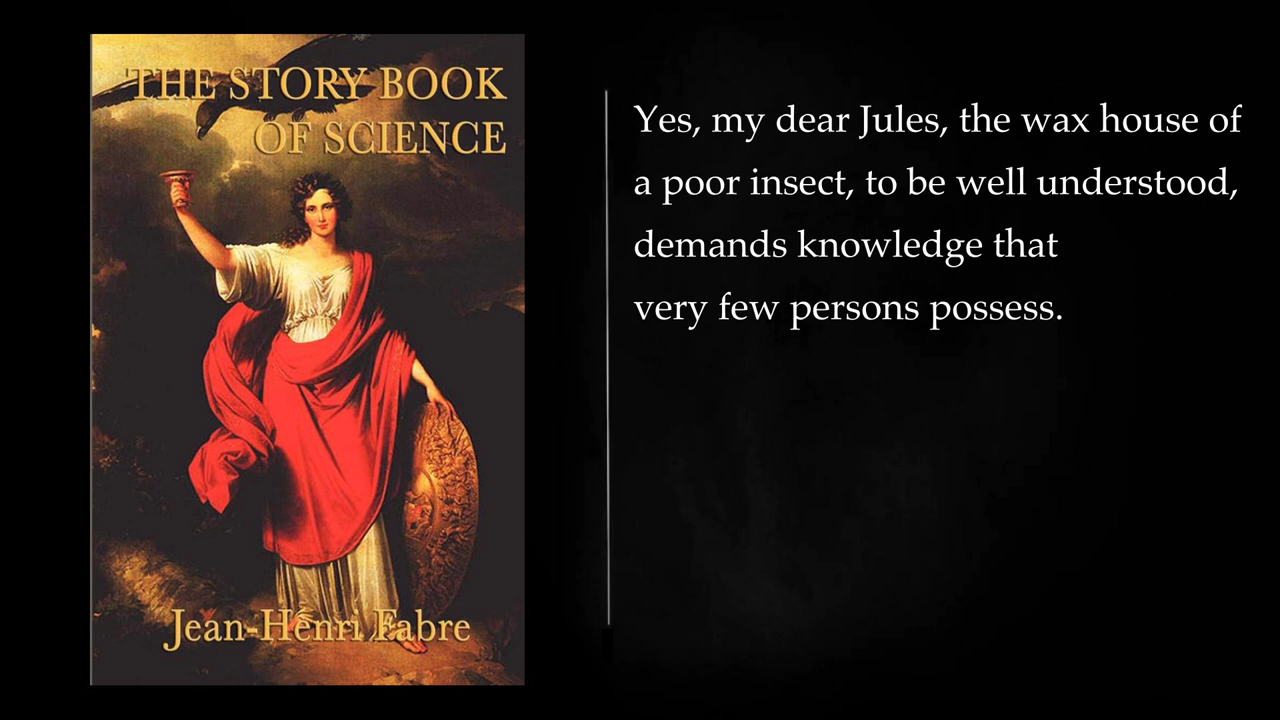 THE STORY BOOK
OF SCIENCE
Jean-Henri Fabre
Yes, my dear Jules, the wax house of
a poor insect, to be well understood,
demands knowledge that
very few persons possess.